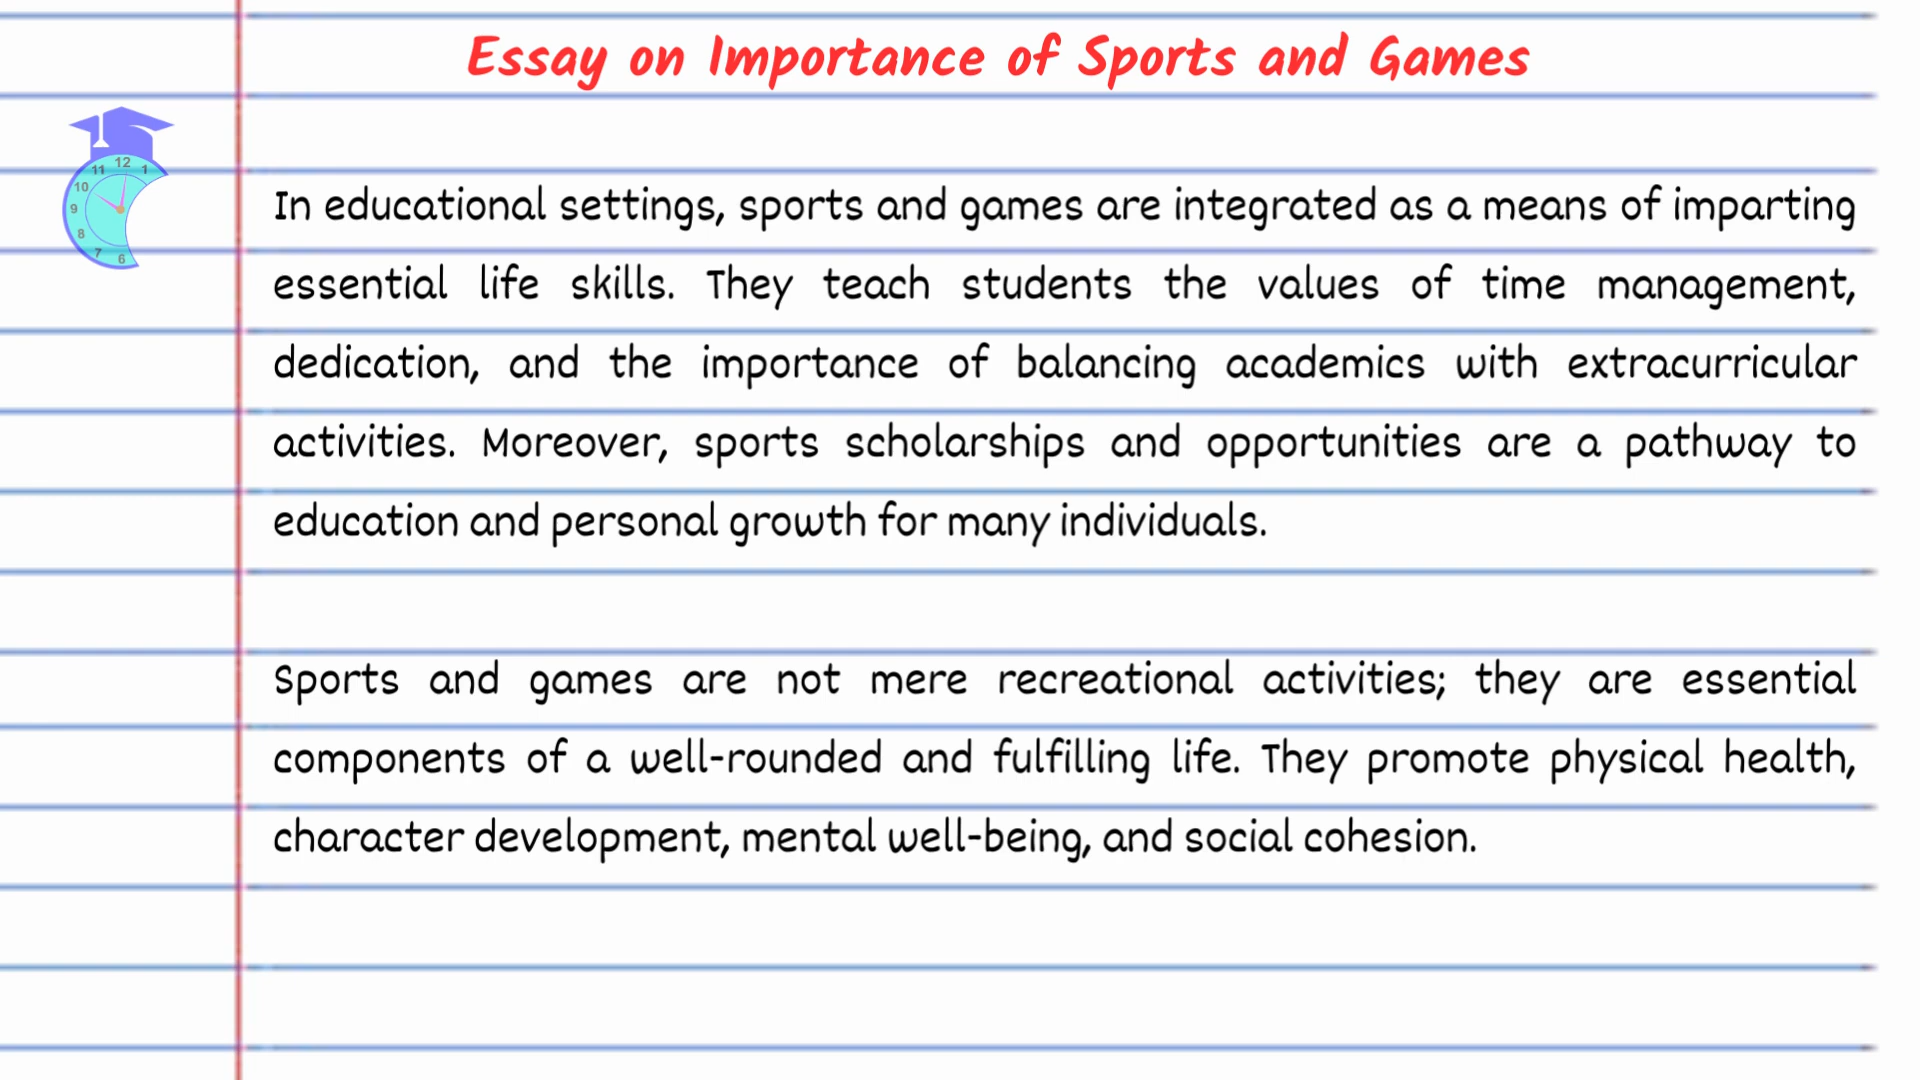 Essay on Importance of Sports and Games
12
11
1
10
9
8
7
6
In educational settings, sports and games are integrated as a means of imparting
essential life skills. They teach students the values of time management,
dedication, and the importance of balancing academics with extracurricular
activities. Moreover, sports scholarships and opportunities are a pathway to
education and personal growth for many individuals.
Sports and games are not mere recreational activities; they are essential
components of a well-rounded and fulfilling life. They promote physical health,
character development, mental well-being, and social cohesion.